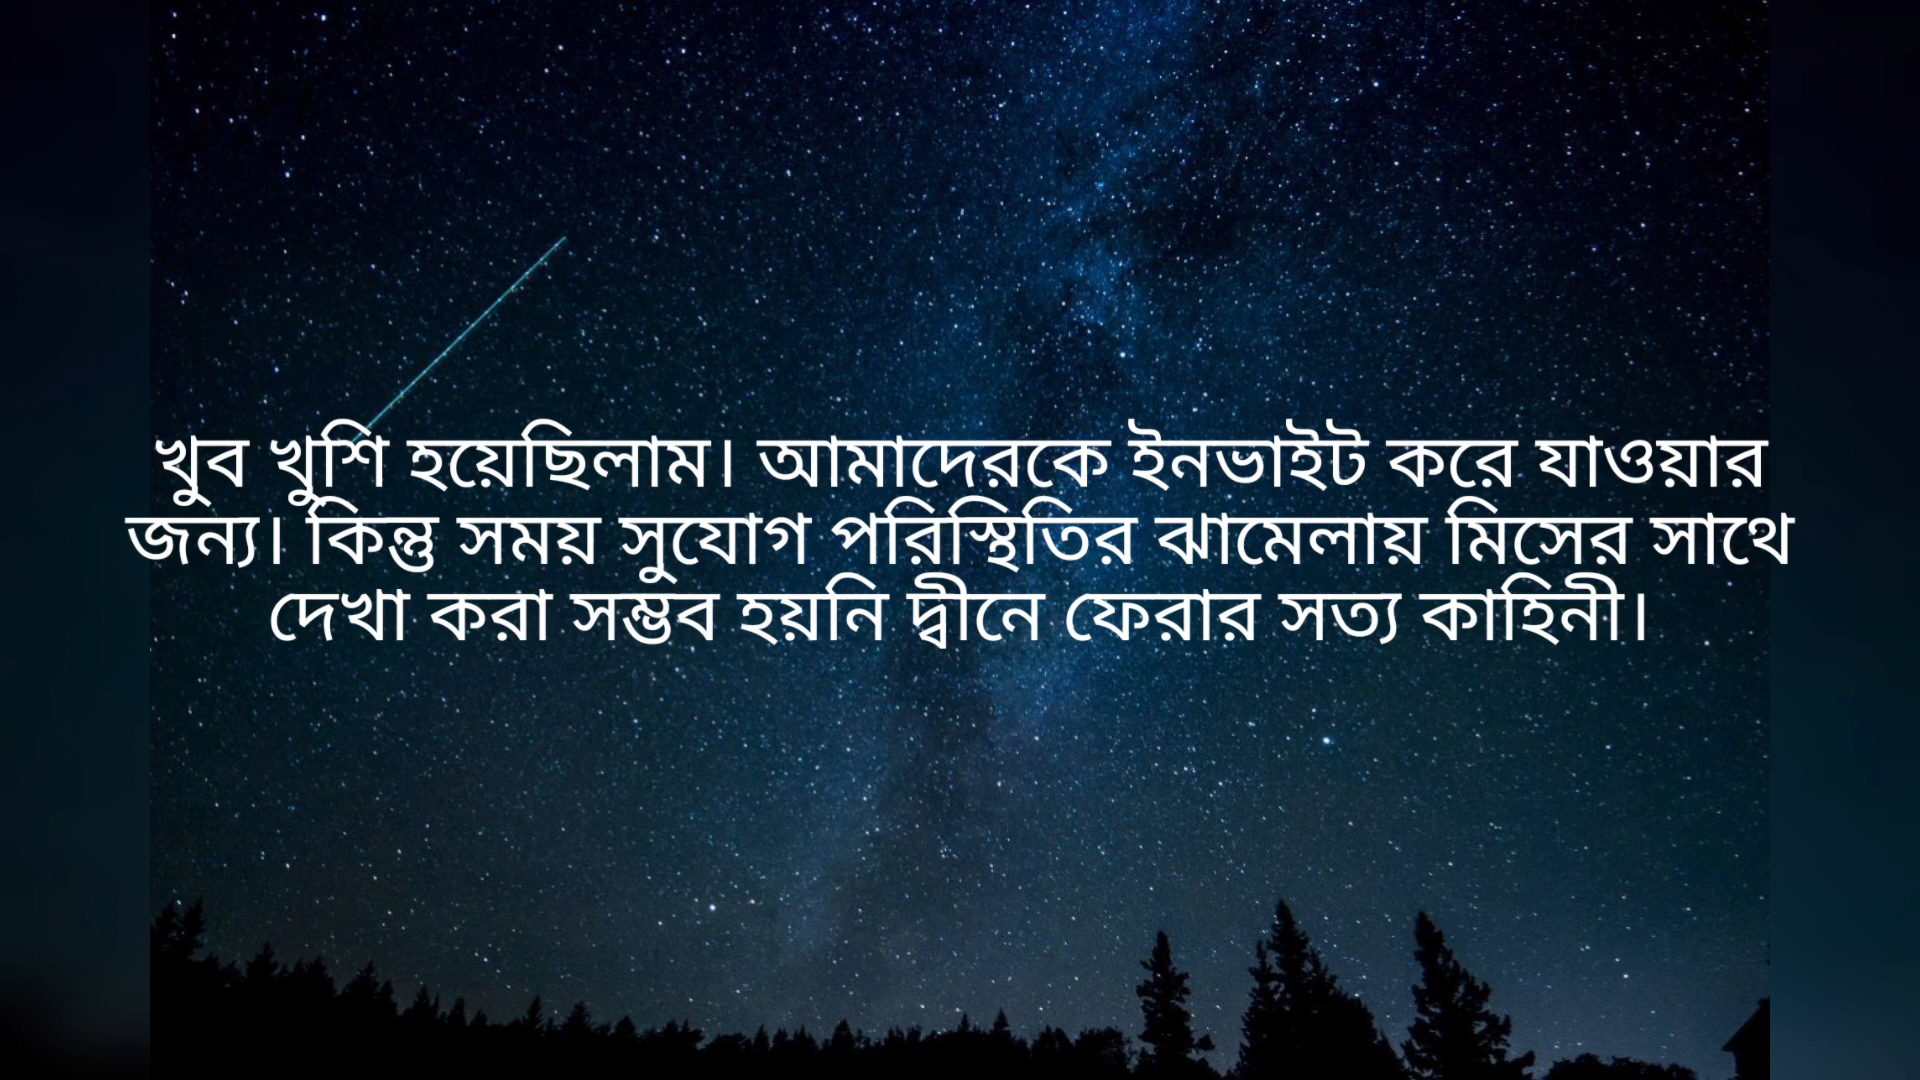 খুব খুশি হয়েছিলাম। আমাদেরকে ইনভাইট করে যাওয়ার
জন্য। কিন্তু সময় সুযোগ পরিস্থিতির ঝামেলায় মিসের সাথে
দেখা করা সম্ভব হয়নি দ্বীনে ফেরার সত্য কাহিনী।